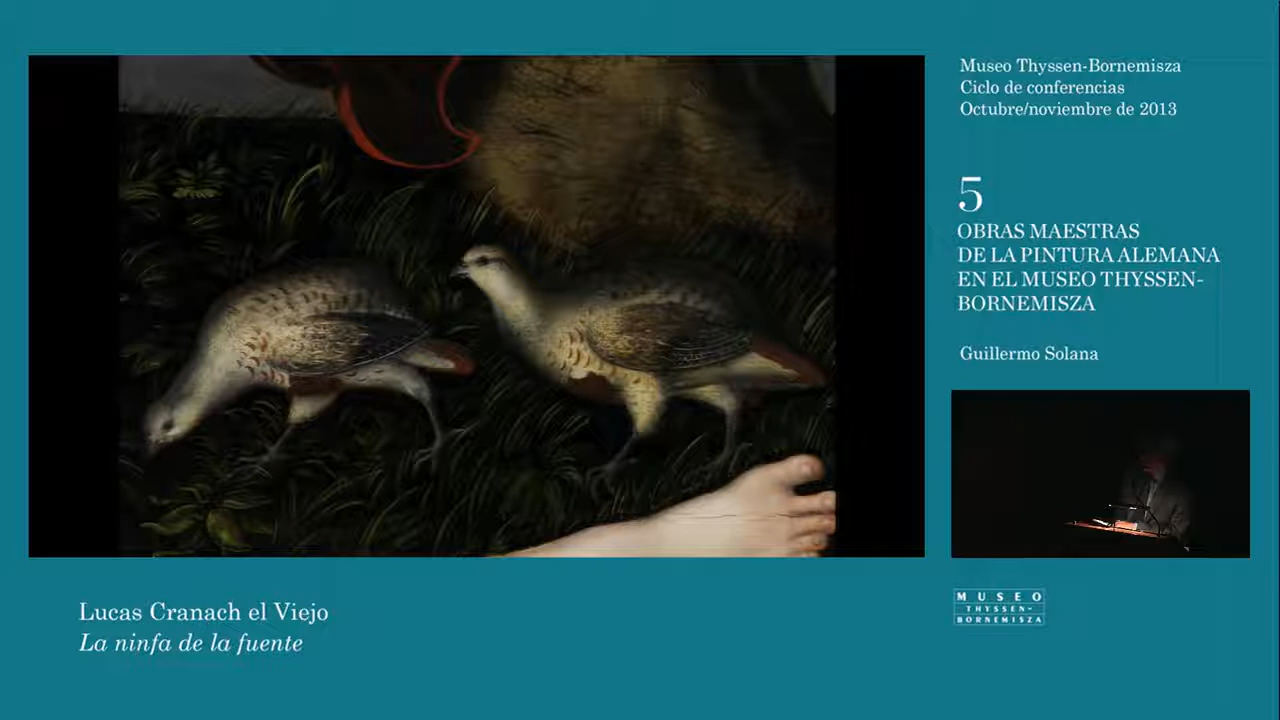 Museo Thyssen-Bornemisza
Ciclo de conferencias
Octubre/noviembre de 2013
5
OBRAS MAESTRAS
DE LA PINTURA ALEMANA
EN EL MUSEO THYSSEN-
BORNEMISZA
Guillermo Solana
Lucas Cranach el Viejo
La ninfa de la fuente
MUSEO
THYSSEN-
BORNEMISZA